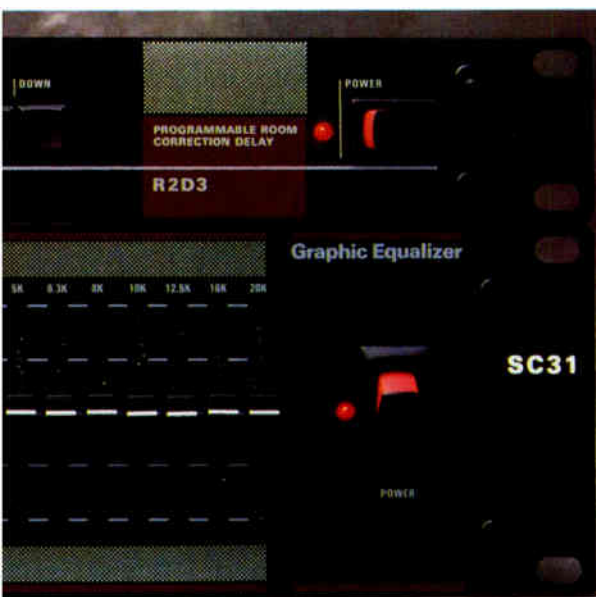 DOWN
POWER
PROGRAMMABLE ROOM
CORRECTION DELAY
R2D3
Graphic Equalizer
5K 6.3K 8K 10K 12.5K 16K 20K
SC31
POWER